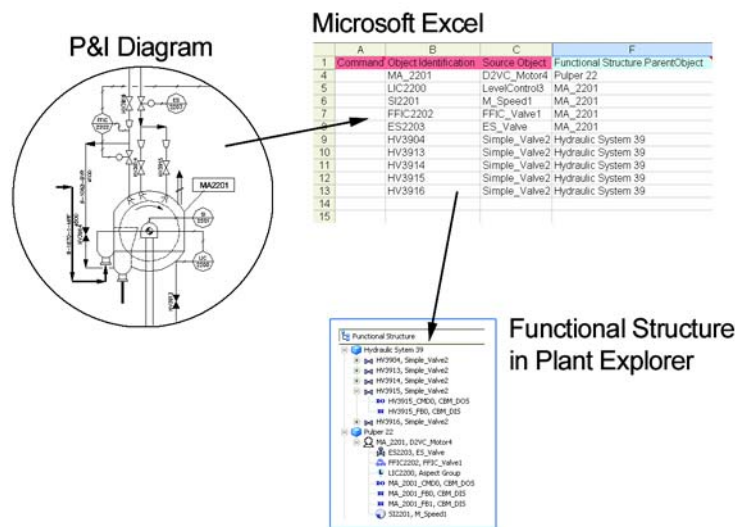 P&I Diagram
Microsoft Excel
A B C F
1 Command Object Identification Source Object Functional Structure ParentObject
4 MA_2201 D2VC_Motor4 Pulper 22
5 LIC2200 LevelControl3 MA_2201
6 SI2201 M_Speed1 MA_2201
7 FFIC2202 FFIC_Valve1 MA_2201
8 ES2203 ES_Valve MA_2201
9 HV3904 Simple_Valve2 Hydraulic System 39
10 HV3913 Simple_Valve2 Hydraulic System 39
11 HV3914 Simple_Valve2 Hydraulic System 39
12 HV3915 Simple_Valve2 Hydraulic System 39
13 HV3916 Simple_Valve2 Hydraulic System 39
14
15
MA2201
Functional Structure
in Plant Explorer
Functional Structure
Hydraulic Sytem 39
HV3904, Simple_Valve2
HV3913, Simple_Valve2
HV3914, Simple_Valve2
HV3915, Simple_Valve2
HV3915_CMD0, CBM_DOS
HV3915_FB0, CBM_DIS
HV3916, Simple_Valve2
Pulper 22
MA_2201, D2VC_Motor4
ES2203, ES_Valve
FFIC2202, FFIC_Valve1
LIC2200, Aspect Group
MA_2001_CMD0, CBM_DOS
MA_2001_FB0, CBM_DIS
MA_2001_FB1, CBM_DIS
SI2201, M_Speed1